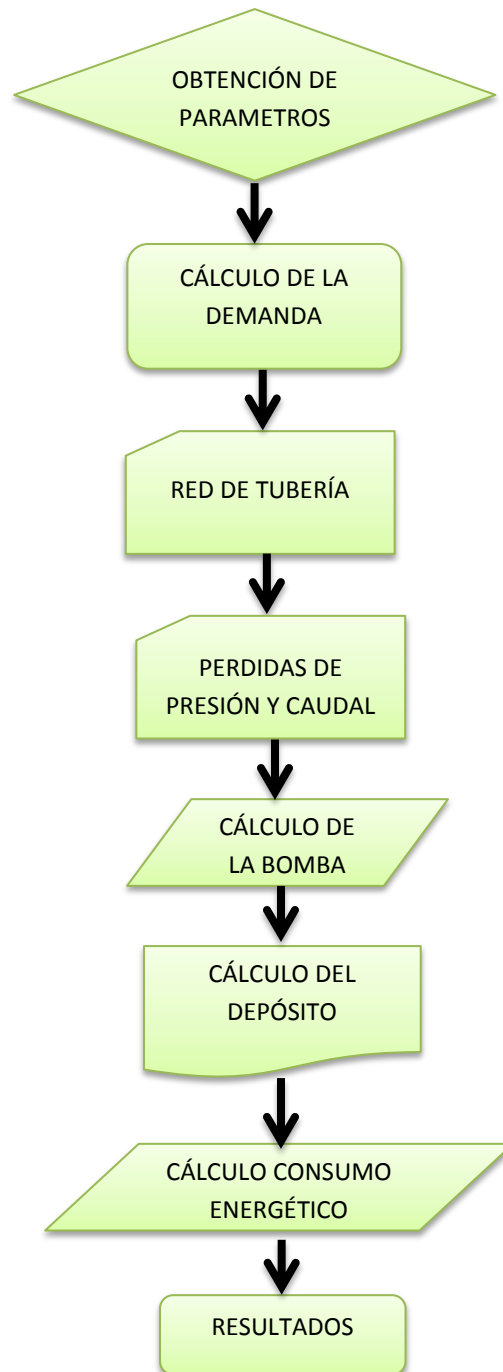 OBTENCIÓN DE
PARAMETROS
CÁLCULO DE LA
DEMANDA
RED DE TUBERÍA
PERDIDAS DE
PRESIÓN Y CAUDAL
CÁLCULO DE
LA BOMBA
CÁLCULO DEL
DEPÓSITO
CÁLCULO CONSUMO
ENERGÉTICO
RESULTADOS